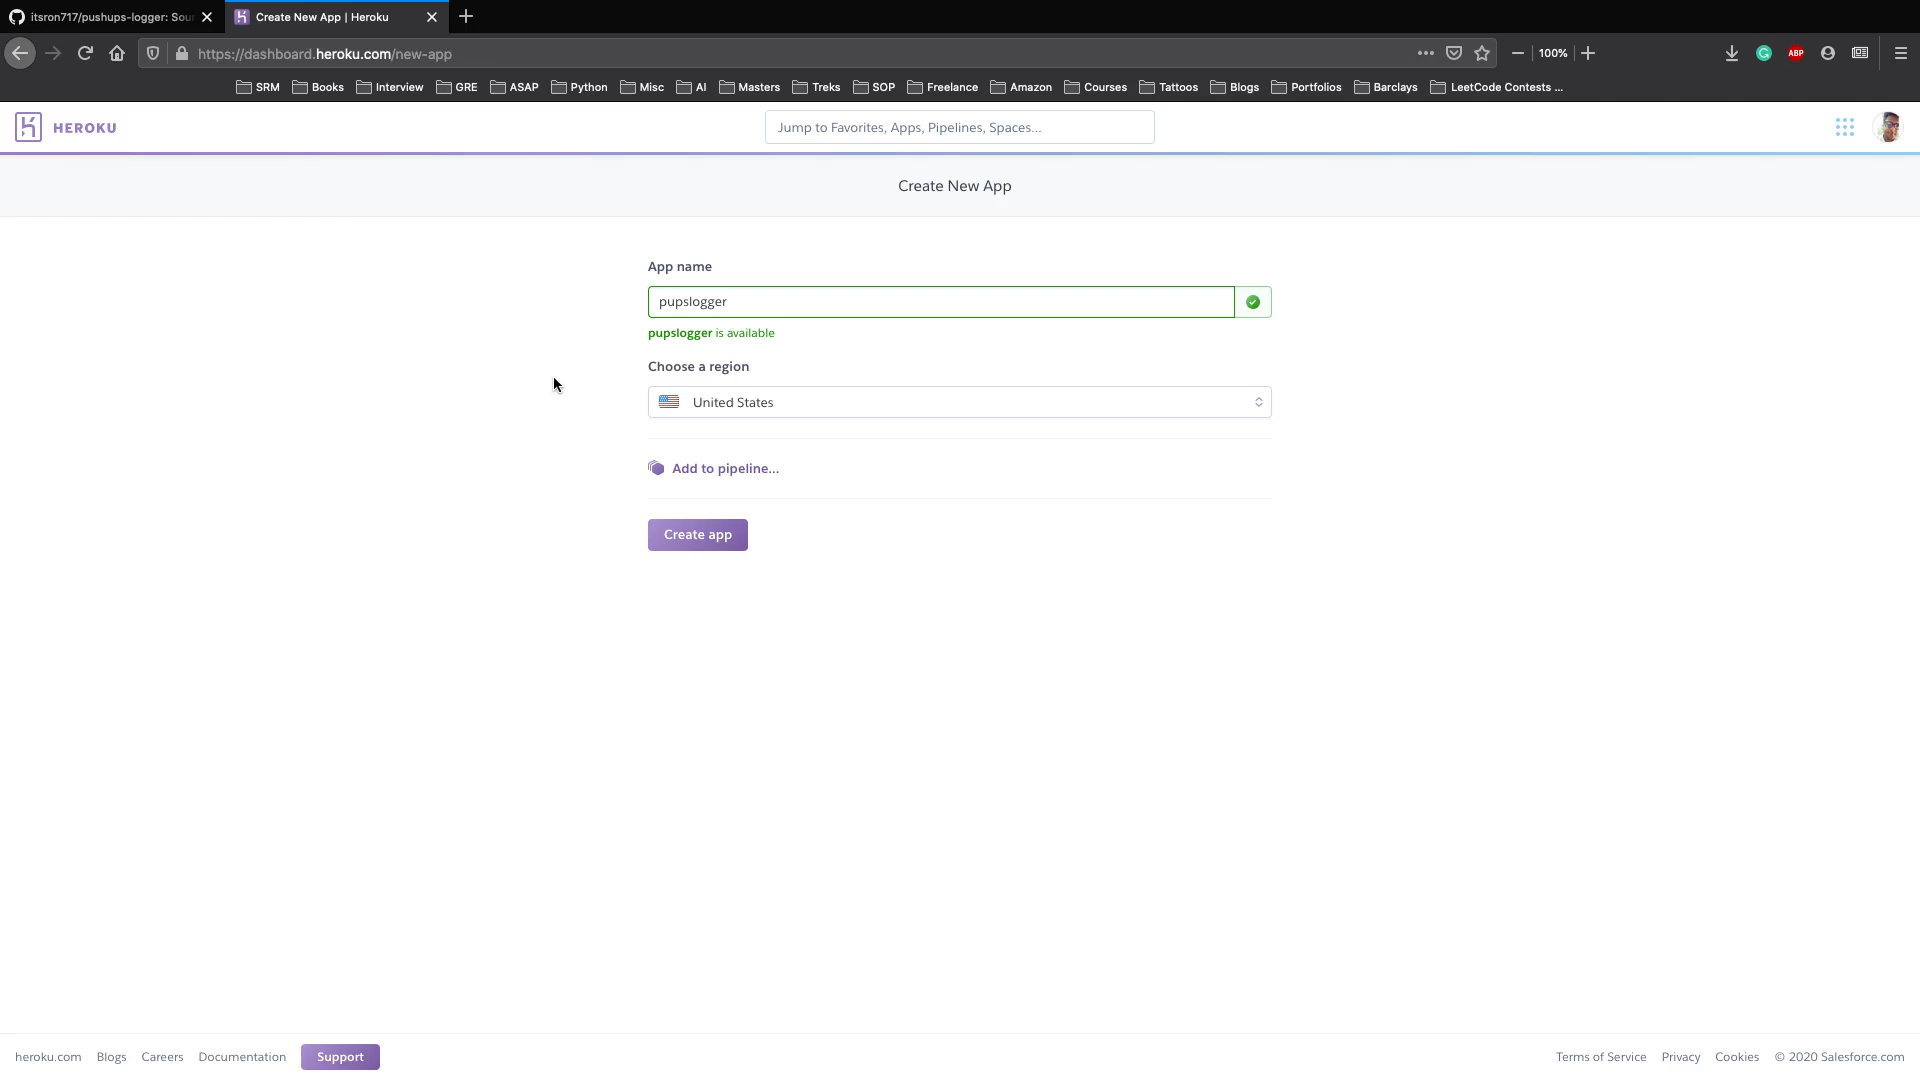 itsron717/pushups-logger: Sour
Create New App | Heroku
https://dashboard.heroku.com/new-app
100%
ABP
SRM Books Interview GRE ASAP Python Misc AI Masters Treks SOP Freelance Amazon Courses Tattoos Blogs Portfolios Barclays LeetCode Contests ...
HEROKU
Jump to Favorites, Apps, Pipelines, Spaces...
Create New App
App name
pupslogger
pupslogger is available
Choose a region
United States
Add to pipeline...
Create app
heroku.com Blogs Careers Documentation Support Terms of Service Privacy Cookies © 2020 Salesforce.com